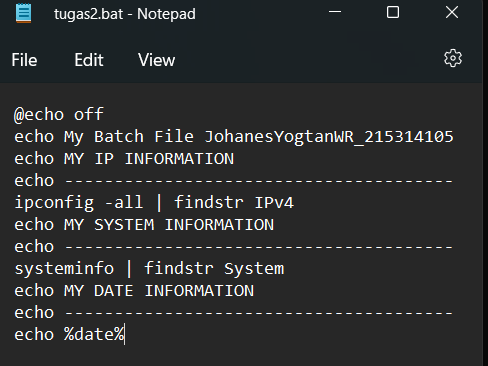 tugas2.bat - Notepad
File Edit View
@echo off
echo My Batch File JohanesYogtanWR_215314105
echo MY IP INFORMATION
echo ---------------------------------------
ipconfig -all | findstr IPv4
echo MY SYSTEM INFORMATION
echo ---------------------------------------
systeminfo | findstr System
echo MY DATE INFORMATION
echo ---------------------------------------
echo %date%